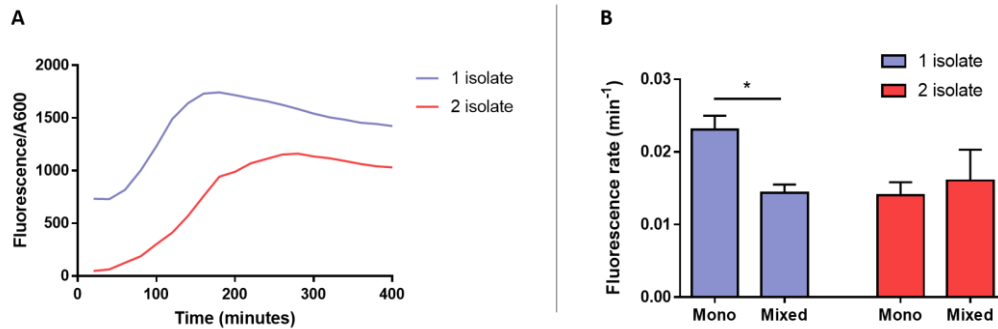 A
Fluorescence/A600
2000
1500
1000
500
0
0 100 200 300 400
Time (minutes)
1 isolate
2 isolate
B
1 isolate
2 isolate
Fluorescence rate (min⁻¹)
0.03
0.02
0.01
0.00
*
Mono Mixed Mono Mixed